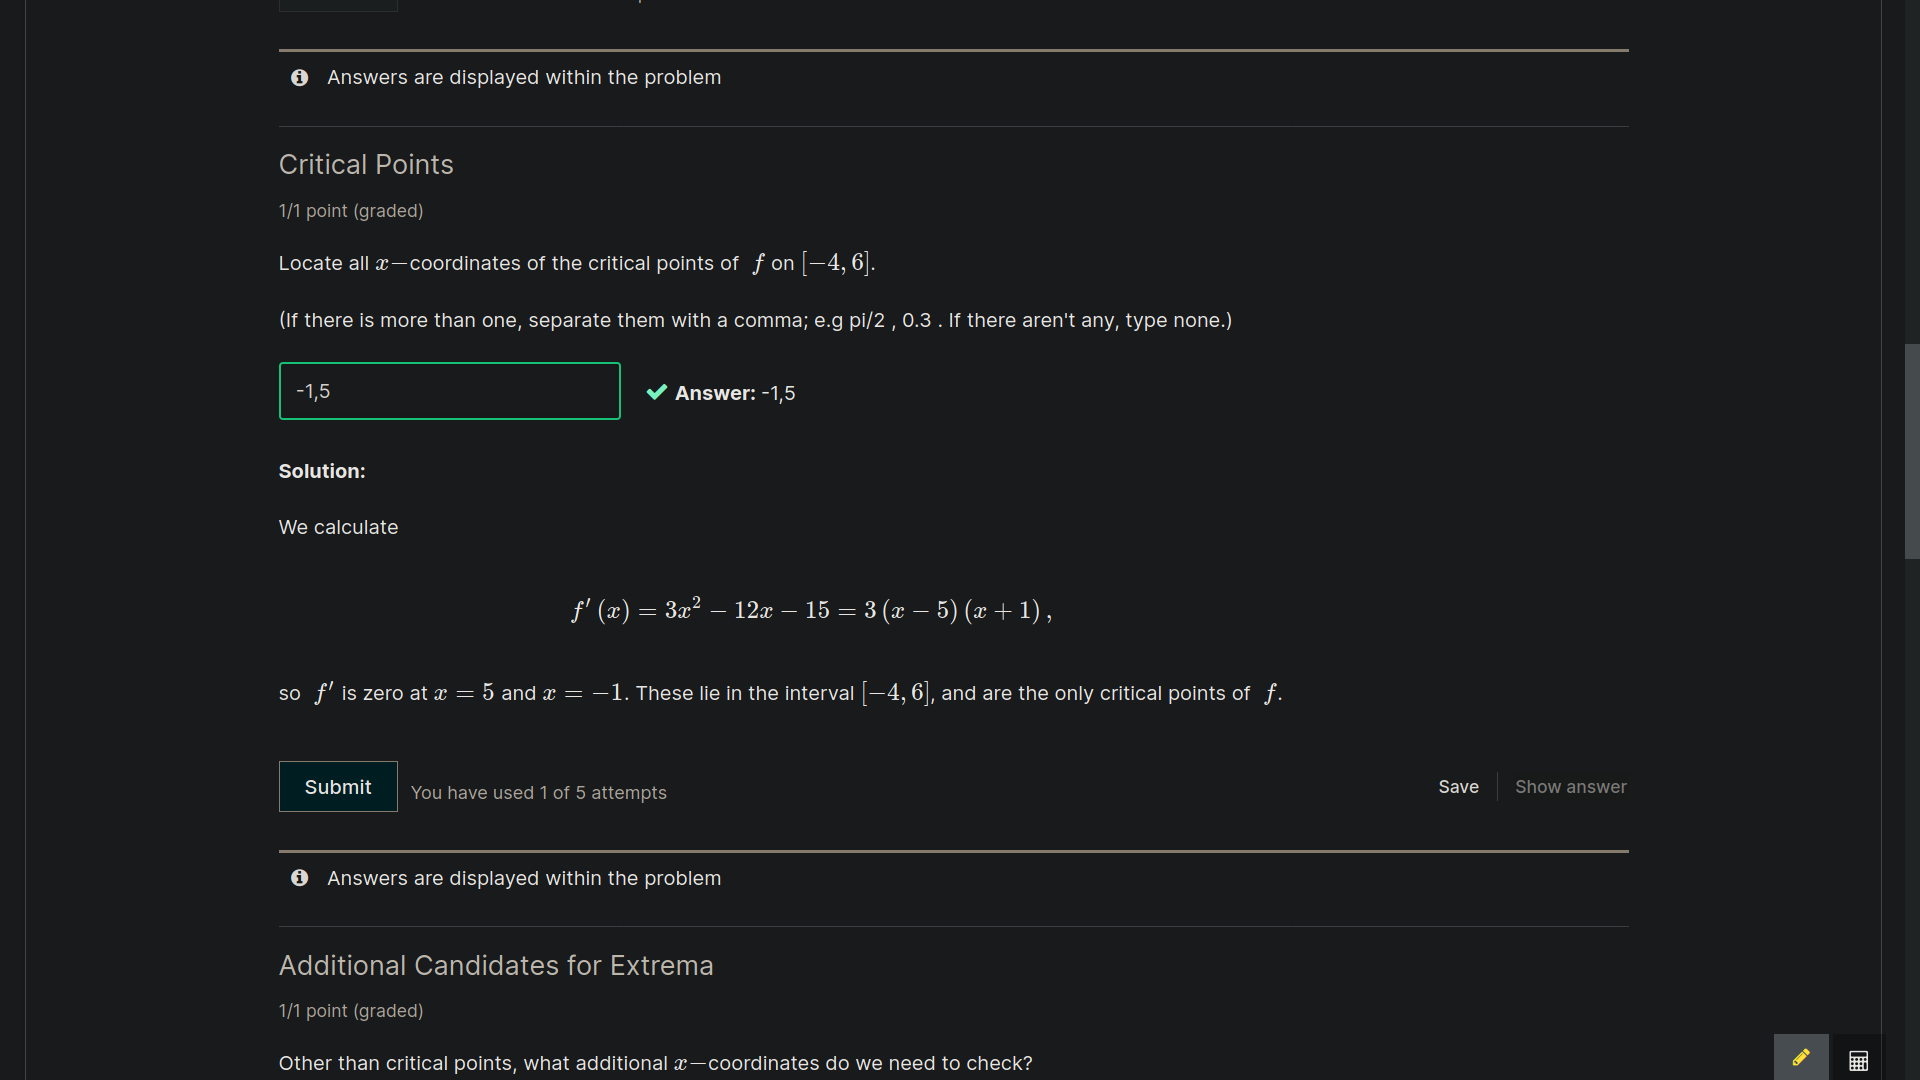 Answers are displayed within the problem
Critical Points
1/1 point (graded)
Locate all x−coordinates of the critical points of f on [−4, 6].
(If there is more than one, separate them with a comma; e.g pi/2 , 0.3 . If there aren't any, type none.)
-1,5
Answer: -1,5
Solution:
We calculate
f′ (x) = 3x² − 12x − 15 = 3 (x − 5) (x + 1) ,
so f′ is zero at x = 5 and x = −1. These lie in the interval [−4, 6], and are the only critical points of f.
Submit
You have used 1 of 5 attempts
Save
Show answer
Answers are displayed within the problem
Additional Candidates for Extrema
1/1 point (graded)
Other than critical points, what additional x−coordinates do we need to check?